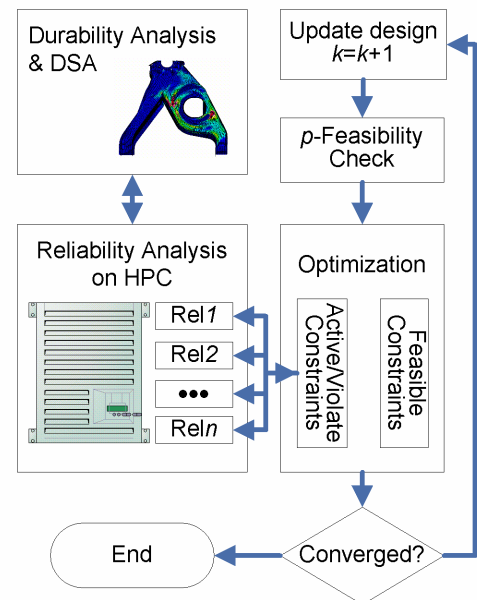 Durability Analysis
& DSA
Update design
k=k+1
p-Feasibility
Check
Reliability Analysis
on HPC
Rel1
Rel2
•••
Reln
Optimization
Active/Violate
Constraints
Feasible
Constraints
End
Converged?